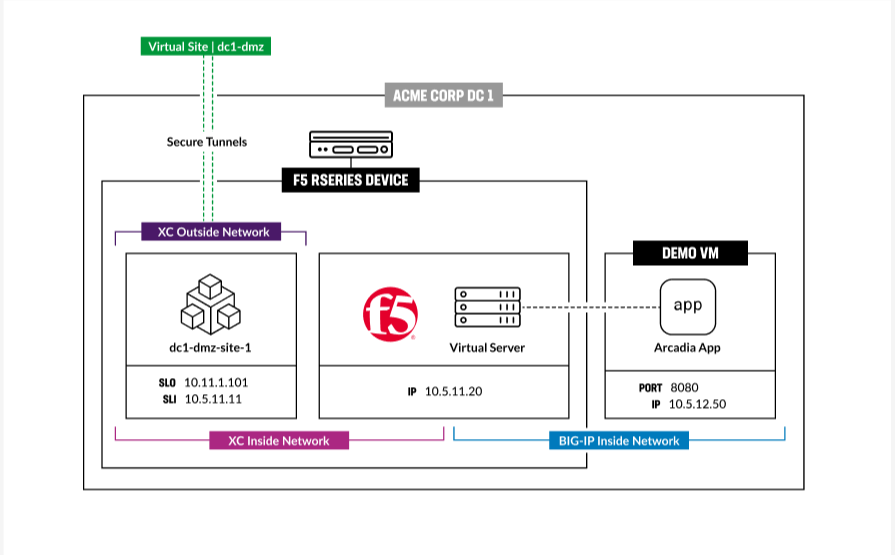 Virtual Site | dc1-dmz
ACME CORP DC 1
Secure Tunnels
F5 RSERIES DEVICE
XC Outside Network
DEMO VM
f5
app
dc1-dmz-site-1
Virtual Server
Arcadia App
SLO 10.11.1.101
SLI 10.5.11.11
IP 10.5.11.20
PORT 8080
IP 10.5.12.50
XC Inside Network
BIG-IP Inside Network